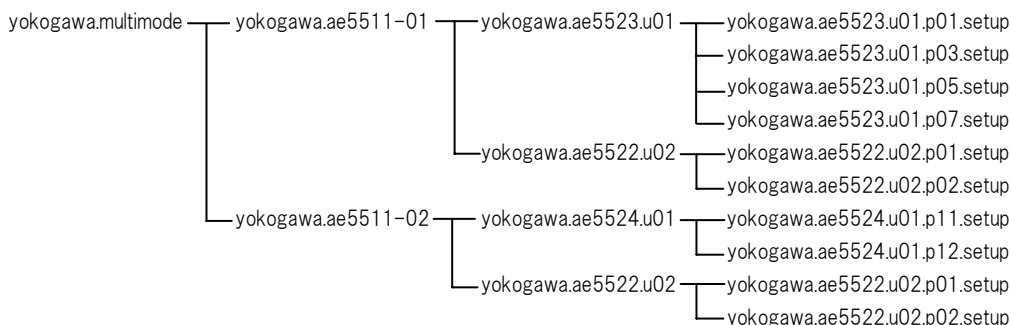 yokogawa.multimode yokogawa.ae5511-01 yokogawa.ae5523.u01 yokogawa.ae5523.u01.p01.setup
yokogawa.ae5523.u01.p03.setup
yokogawa.ae5523.u01.p05.setup
yokogawa.ae5523.u01.p07.setup
yokogawa.ae5522.u02 yokogawa.ae5522.u02.p01.setup
yokogawa.ae5522.u02.p02.setup
yokogawa.ae5511-02 yokogawa.ae5524.u01 yokogawa.ae5524.u01.p11.setup
yokogawa.ae5524.u01.p12.setup
yokogawa.ae5522.u02 yokogawa.ae5522.u02.p01.setup
yokogawa.ae5522.u02.p02.setup